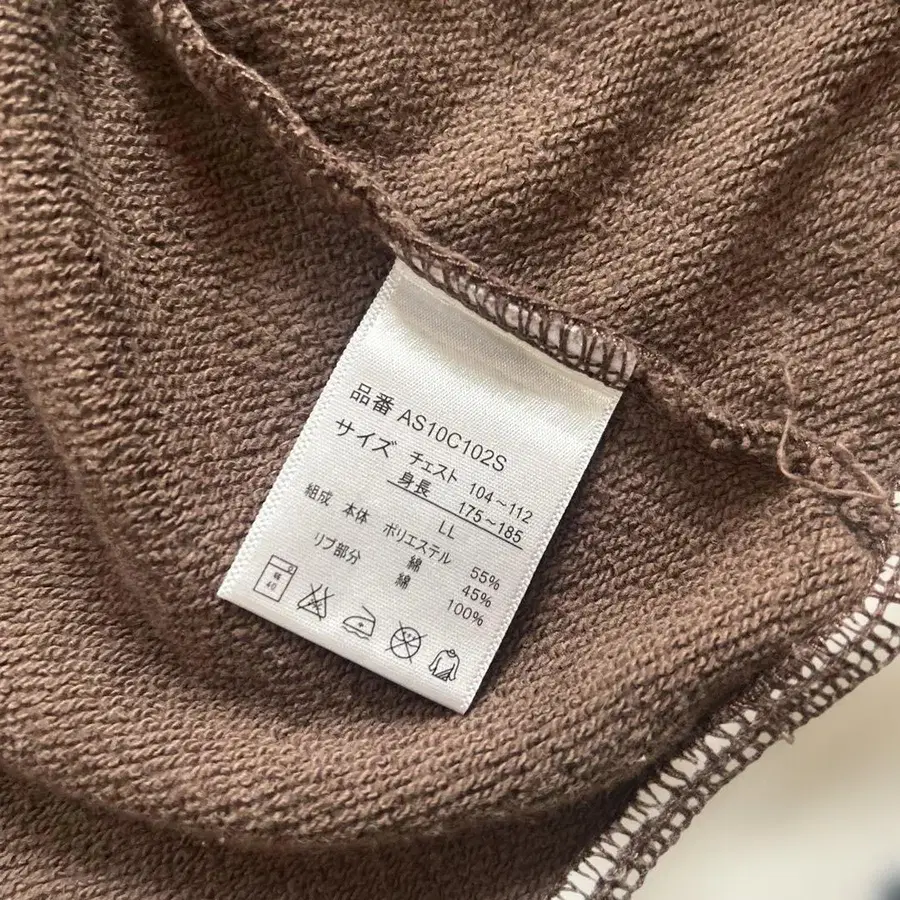 品番 AS10C102S
サイズ チェスト 104～112
身長 175～185
LL
組成 本体 ポリエステル 55%
綿 45%
リブ部分 綿 100%
40